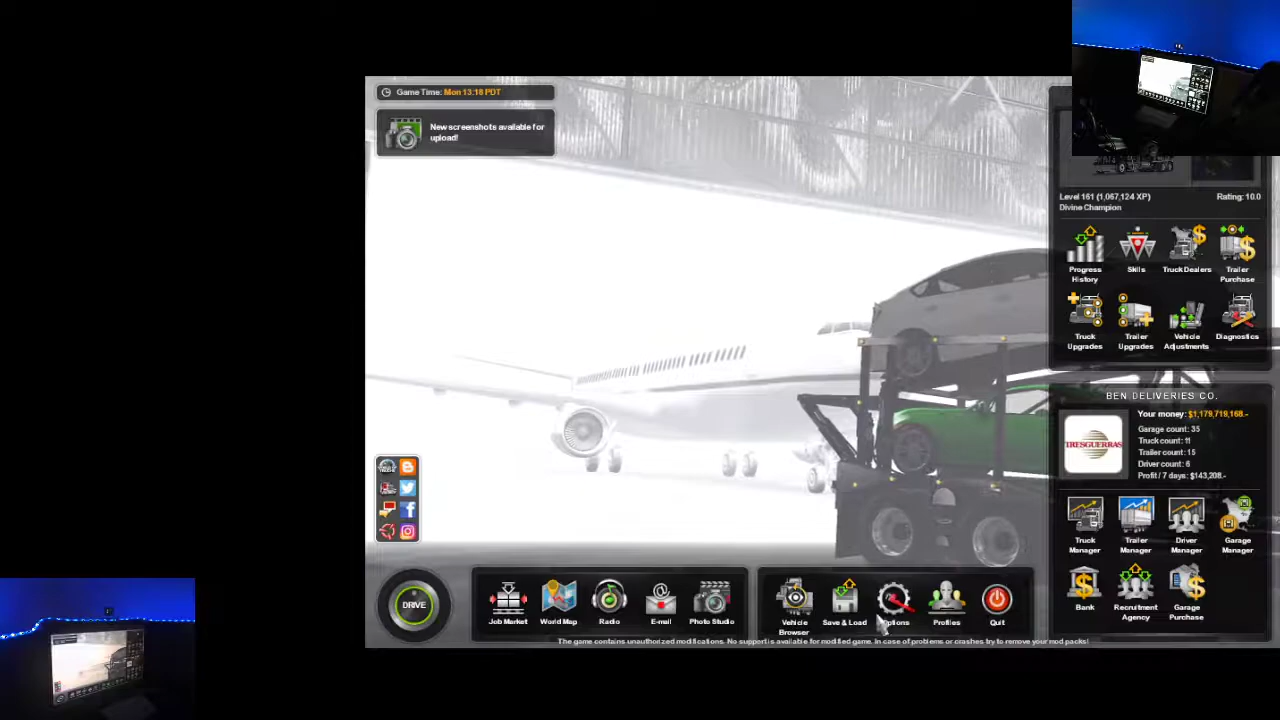 Game Time: Mon 13:18 PDT
New screenshots available for
upload!
Level 161 (1,067,124 XP)
Rating: 10.0
Divine Champion
Progress
History
Skills
Truck Dealers
Trailer
Purchase
Truck
Upgrades
Trailer
Upgrades
Vehicle
Adjustments
Diagnostics
BEN DELIVERIES CO.
TRESGUERRAS
Your money: $1,179,719,168.-
Garage count: 35
Truck count: 11
Trailer count: 15
Driver count: 6
Profit / 7 days: $143,208.-
Truck
Manager
Trailer
Manager
Driver
Manager
Garage
Manager
Bank
Recruitment
Agency
Garage
Purchase
DRIVE
Job Market
World Map
Radio
E-mail
Photo Studio
Vehicle
Browser
Save & Load
Options
Profiles
Quit
The game contains unauthorized modifications. No support is available for modified game. In case of problems or crashes try to remove your mod packs!